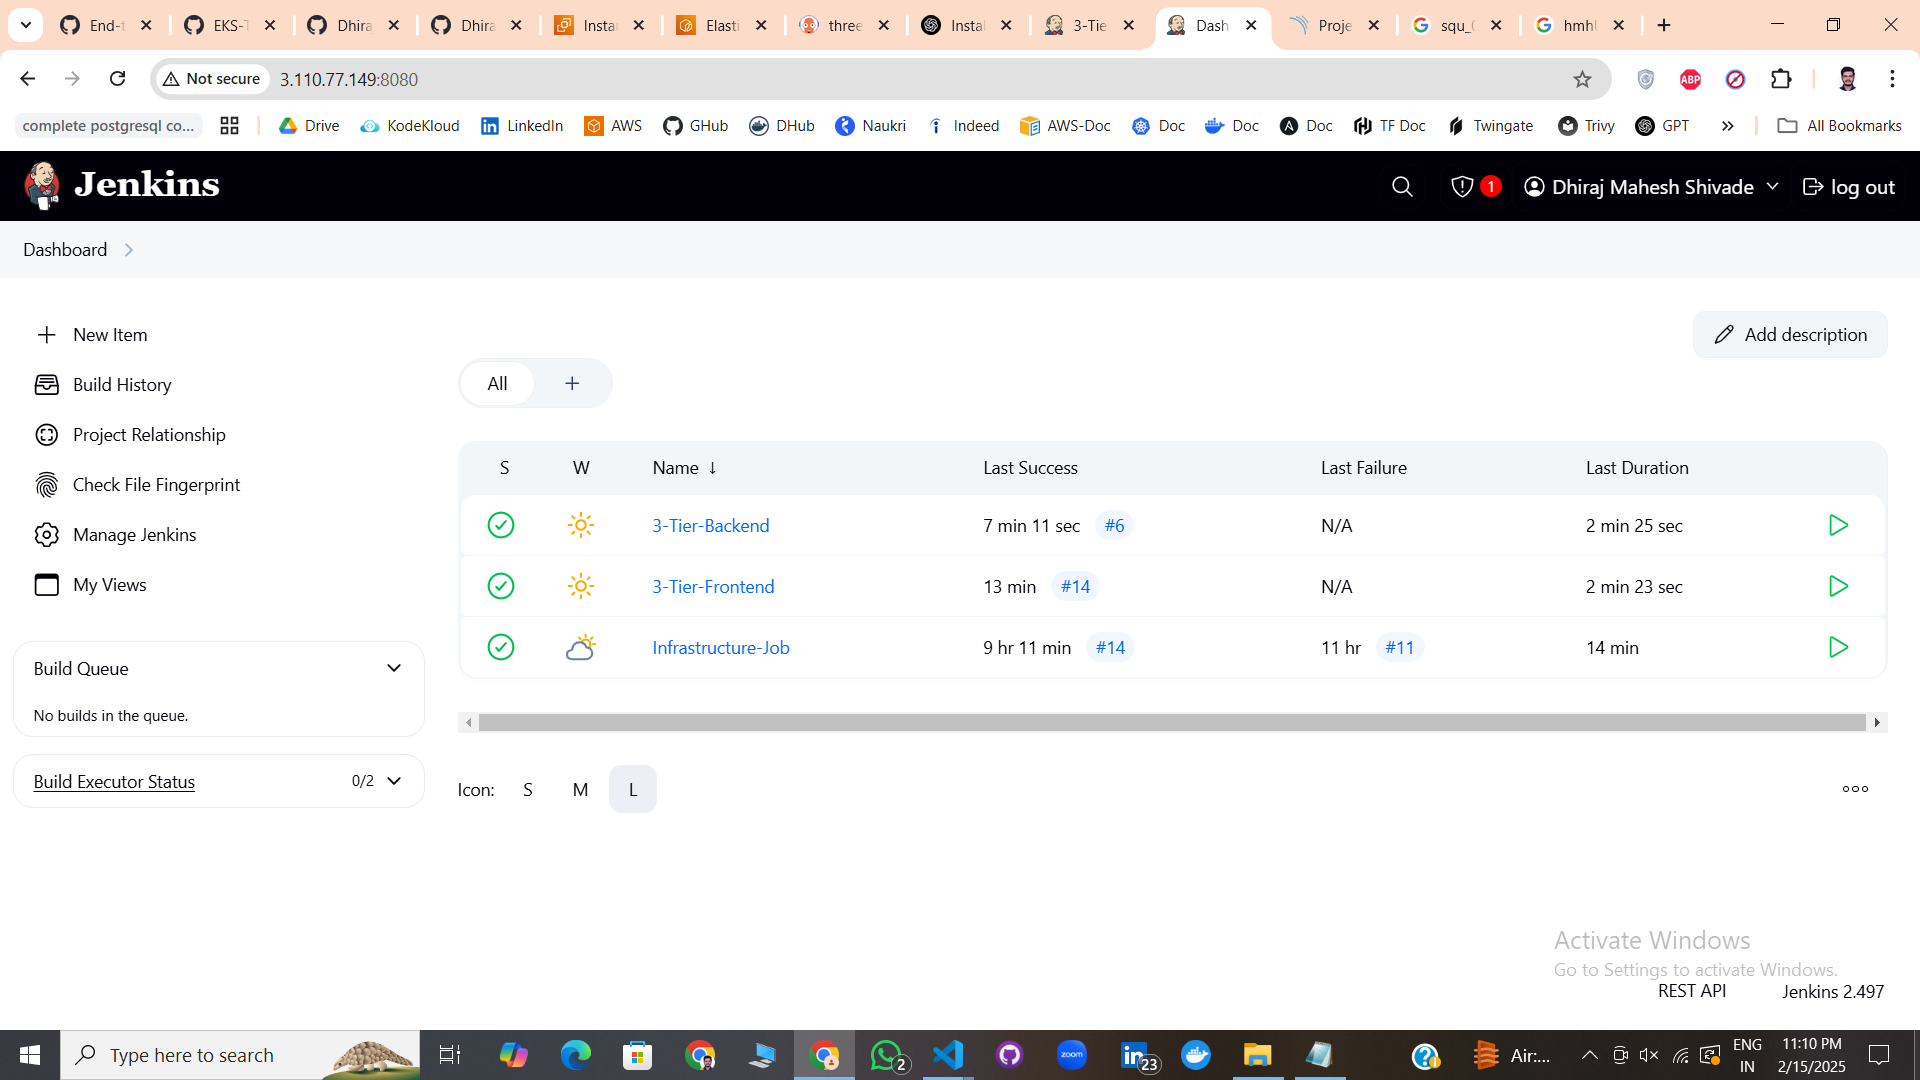 End-t
EKS-T
Dhira
Dhira
Instan
Elasti
three
Instal
3-Tie
Dash
Proje
squ_
hmhl
Not secure
3.110.77.149:8080
ABP
complete postgresql co...
Drive
KodeKloud
LinkedIn
AWS
GHub
DHub
Naukri
Indeed
AWS-Doc
Doc
Doc
Doc
TF Doc
Twingate
Trivy
GPT
All Bookmarks
Jenkins
1
Dhiraj Mahesh Shivade
log out
Dashboard
New Item
Build History
Project Relationship
Check File Fingerprint
Manage Jenkins
My Views
Build Queue
No builds in the queue.
Build Executor Status 0/2
Add description
All +
S W Name ↓ Last Success Last Failure Last Duration
3-Tier-Backend 7 min 11 sec #6 N/A 2 min 25 sec
3-Tier-Frontend 13 min #14 N/A 2 min 23 sec
Infrastructure-Job 9 hr 11 min #14 11 hr #11 14 min
Icon: S M L
Activate Windows
Go to Settings to activate Windows.
REST API Jenkins 2.497
Type here to search
2
zoom
23
Air:...
ENG
IN
11:10 PM
2/15/2025